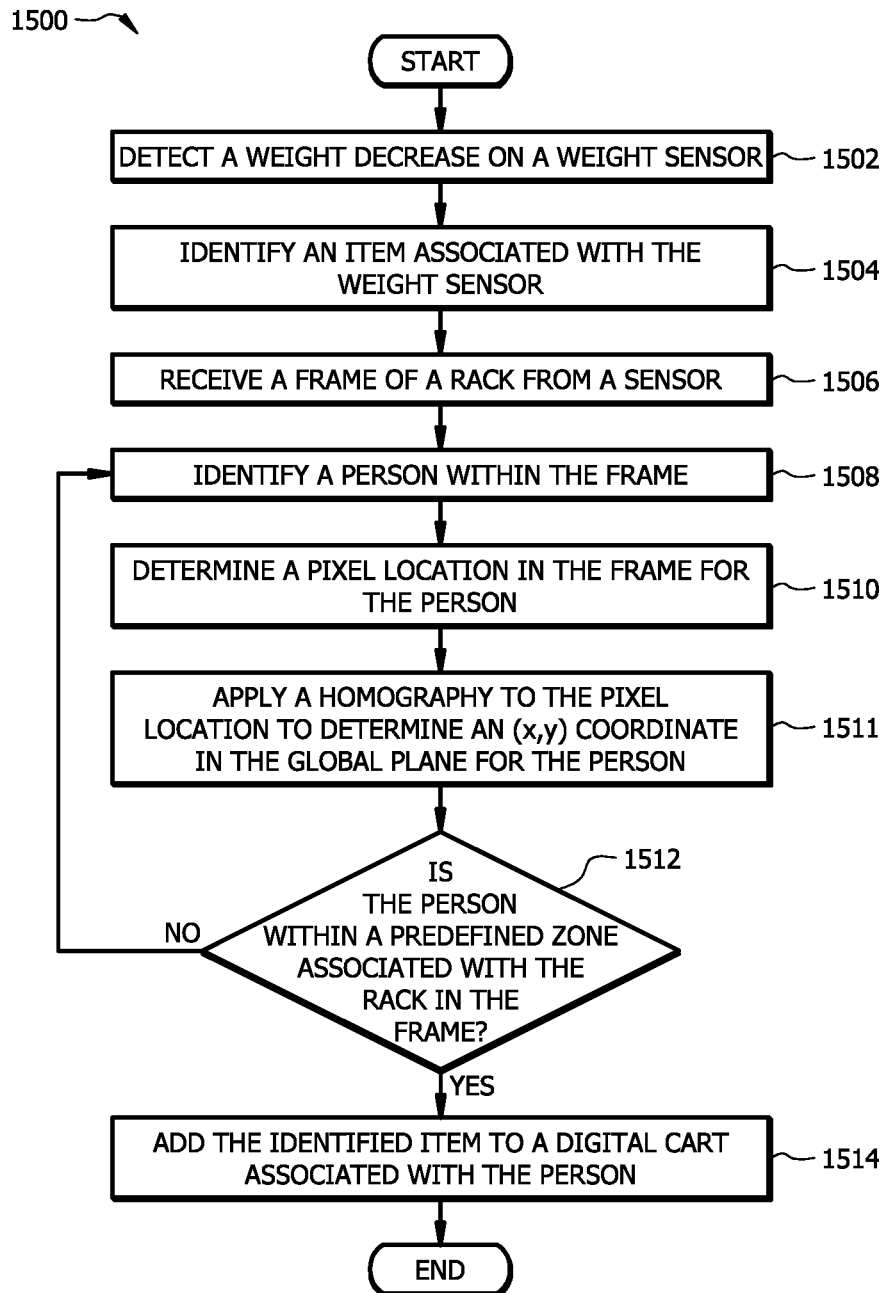 1500
START
DETECT A WEIGHT DECREASE ON A WEIGHT SENSOR
1502
IDENTIFY AN ITEM ASSOCIATED WITH THE
WEIGHT SENSOR
1504
RECEIVE A FRAME OF A RACK FROM A SENSOR
1506
IDENTIFY A PERSON WITHIN THE FRAME
1508
DETERMINE A PIXEL LOCATION IN THE FRAME FOR
THE PERSON
1510
APPLY A HOMOGRAPHY TO THE PIXEL
LOCATION TO DETERMINE AN (x,y) COORDINATE
IN THE GLOBAL PLANE FOR THE PERSON
1511
IS
THE PERSON
WITHIN A PREDEFINED ZONE
ASSOCIATED WITH THE
RACK IN THE
FRAME?
1512
NO
YES
ADD THE IDENTIFIED ITEM TO A DIGITAL CART
ASSOCIATED WITH THE PERSON
1514
END